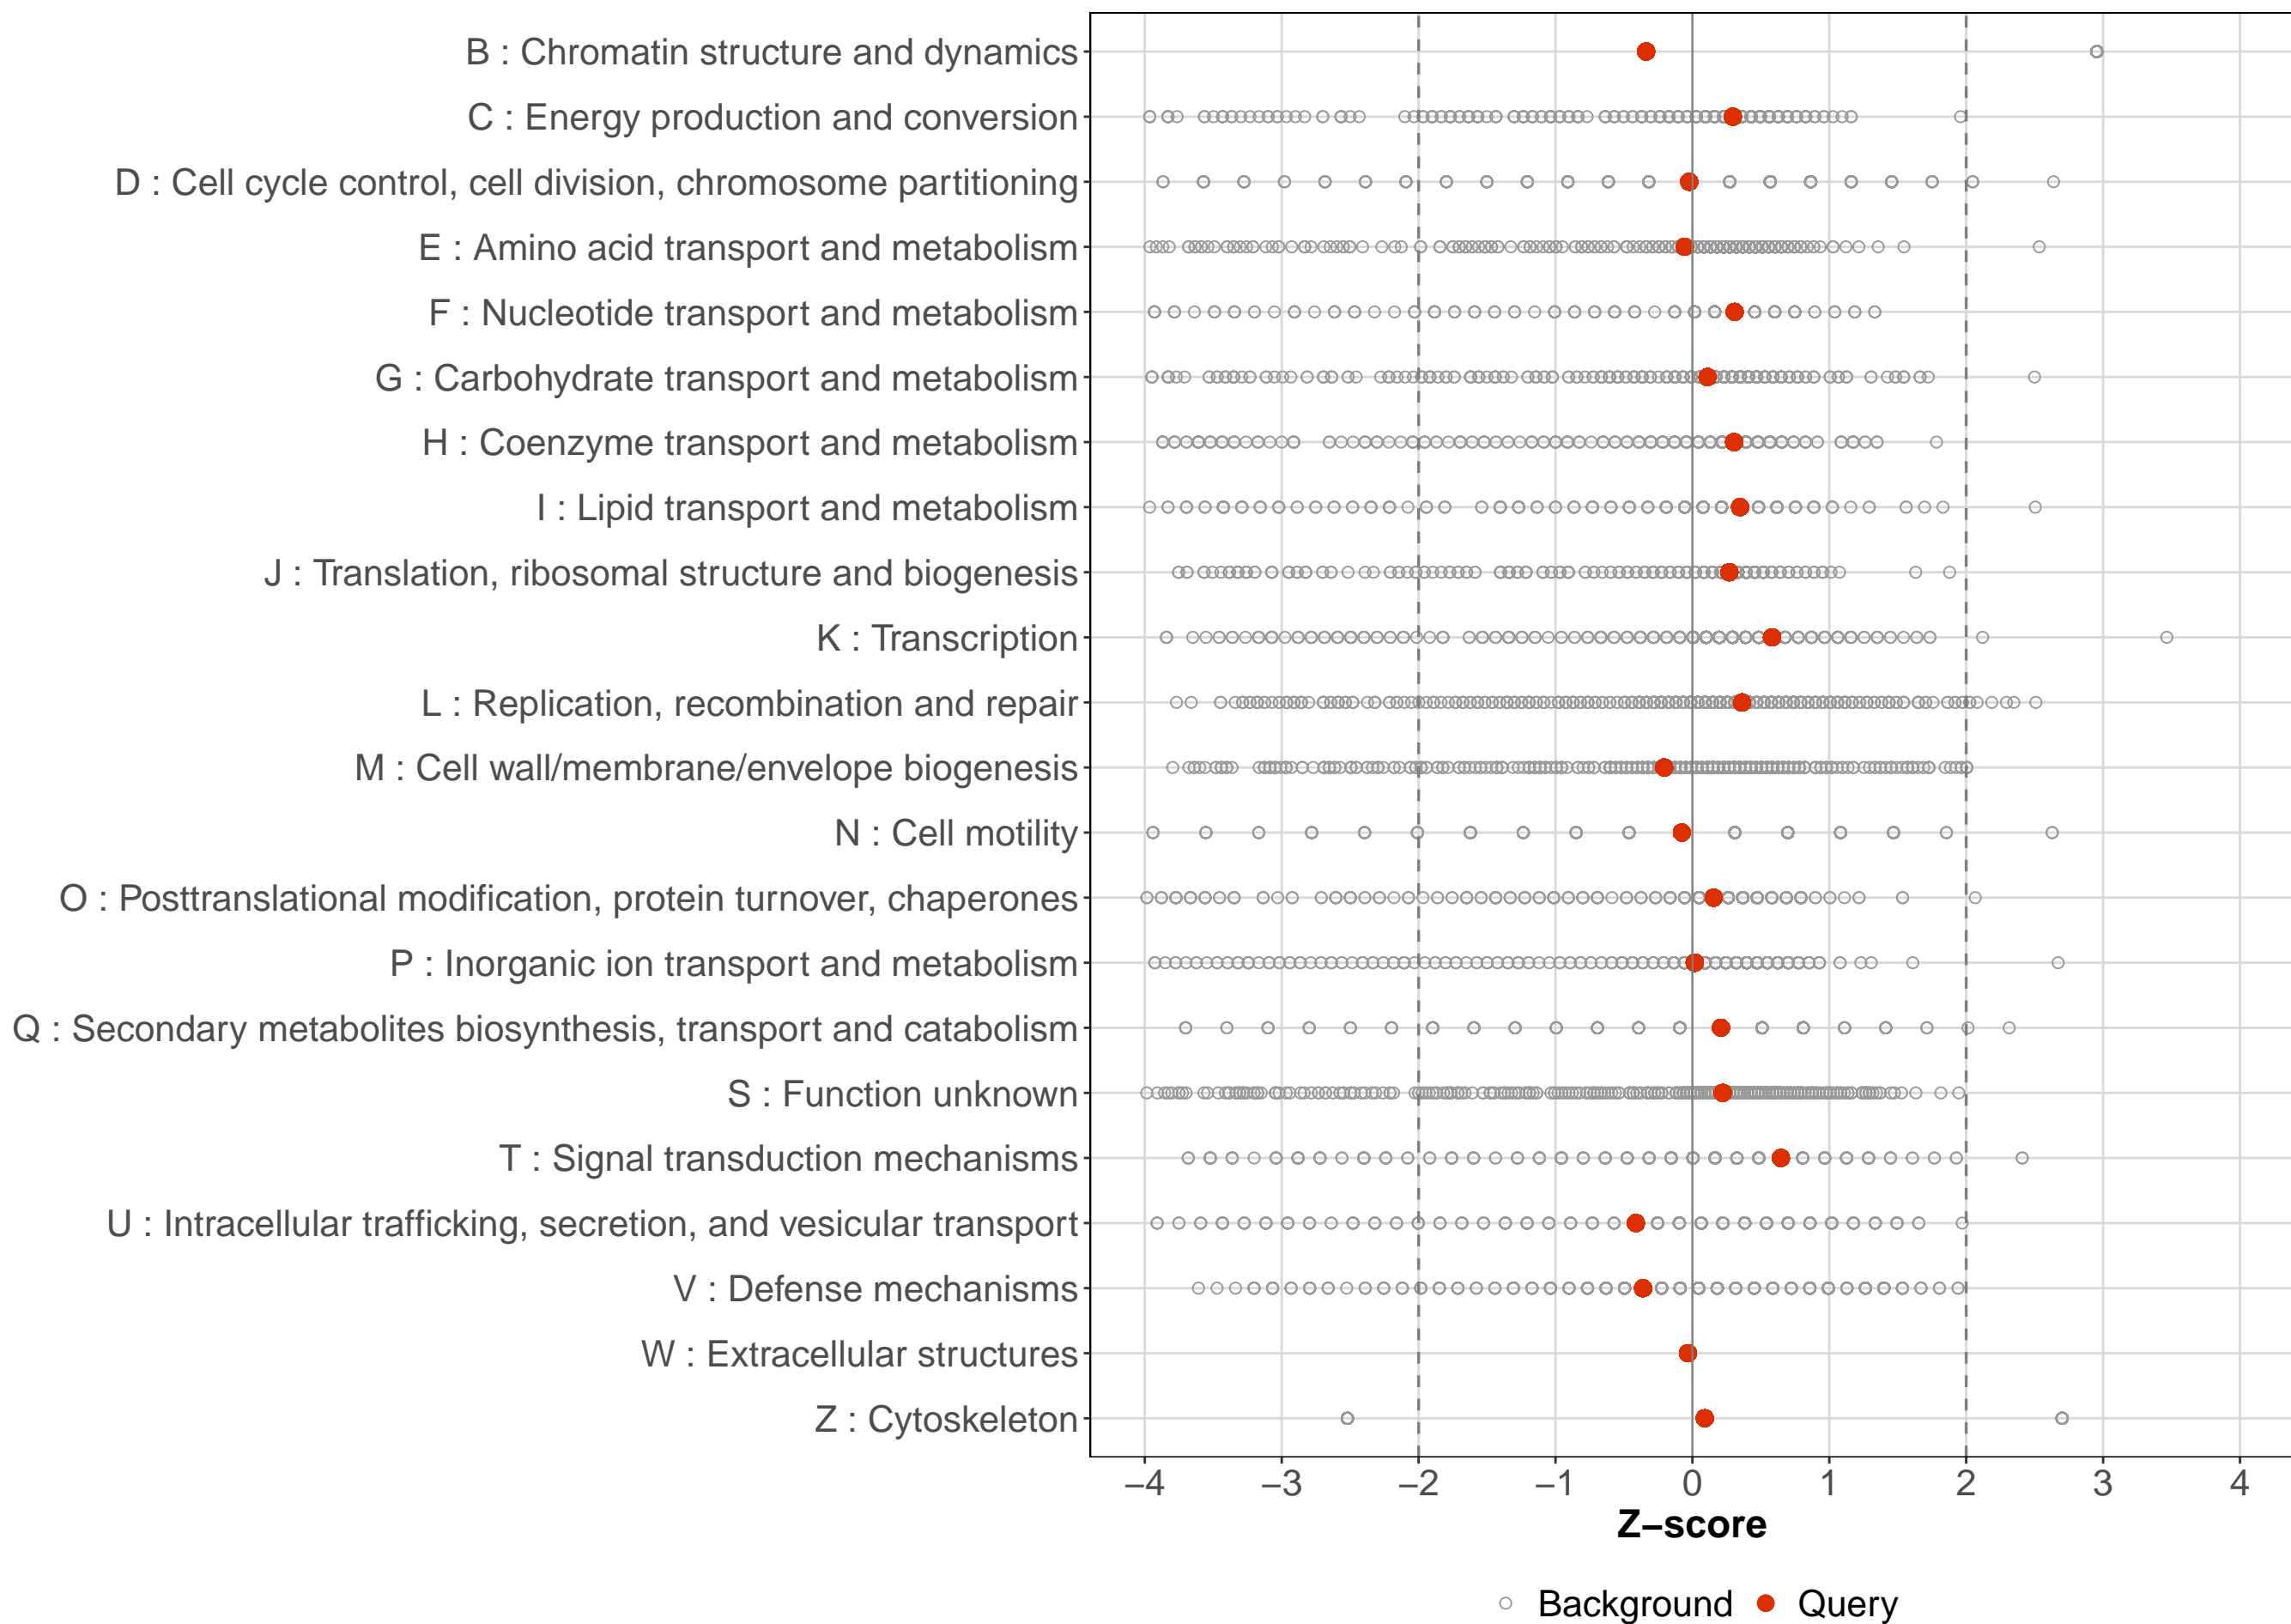 B : Chromatin structure and dynamics
C : Energy production and conversion
D : Cell cycle control, cell division, chromosome partitioning
E : Amino acid transport and metabolism
F : Nucleotide transport and metabolism
G : Carbohydrate transport and metabolism
H : Coenzyme transport and metabolism
I : Lipid transport and metabolism
J : Translation, ribosomal structure and biogenesis
K : Transcription
L : Replication, recombination and repair
M : Cell wall/membrane/envelope biogenesis
N : Cell motility
O : Posttranslational modification, protein turnover, chaperones
P : Inorganic ion transport and metabolism
Q : Secondary metabolites biosynthesis, transport and catabolism
S : Function unknown
T : Signal transduction mechanisms
U : Intracellular trafficking, secretion, and vesicular transport
V : Defense mechanisms
W : Extracellular structures
Z : Cytoskeleton
−4 −3 −2 −1 0 1 2 3 4
Z−score
Background Query